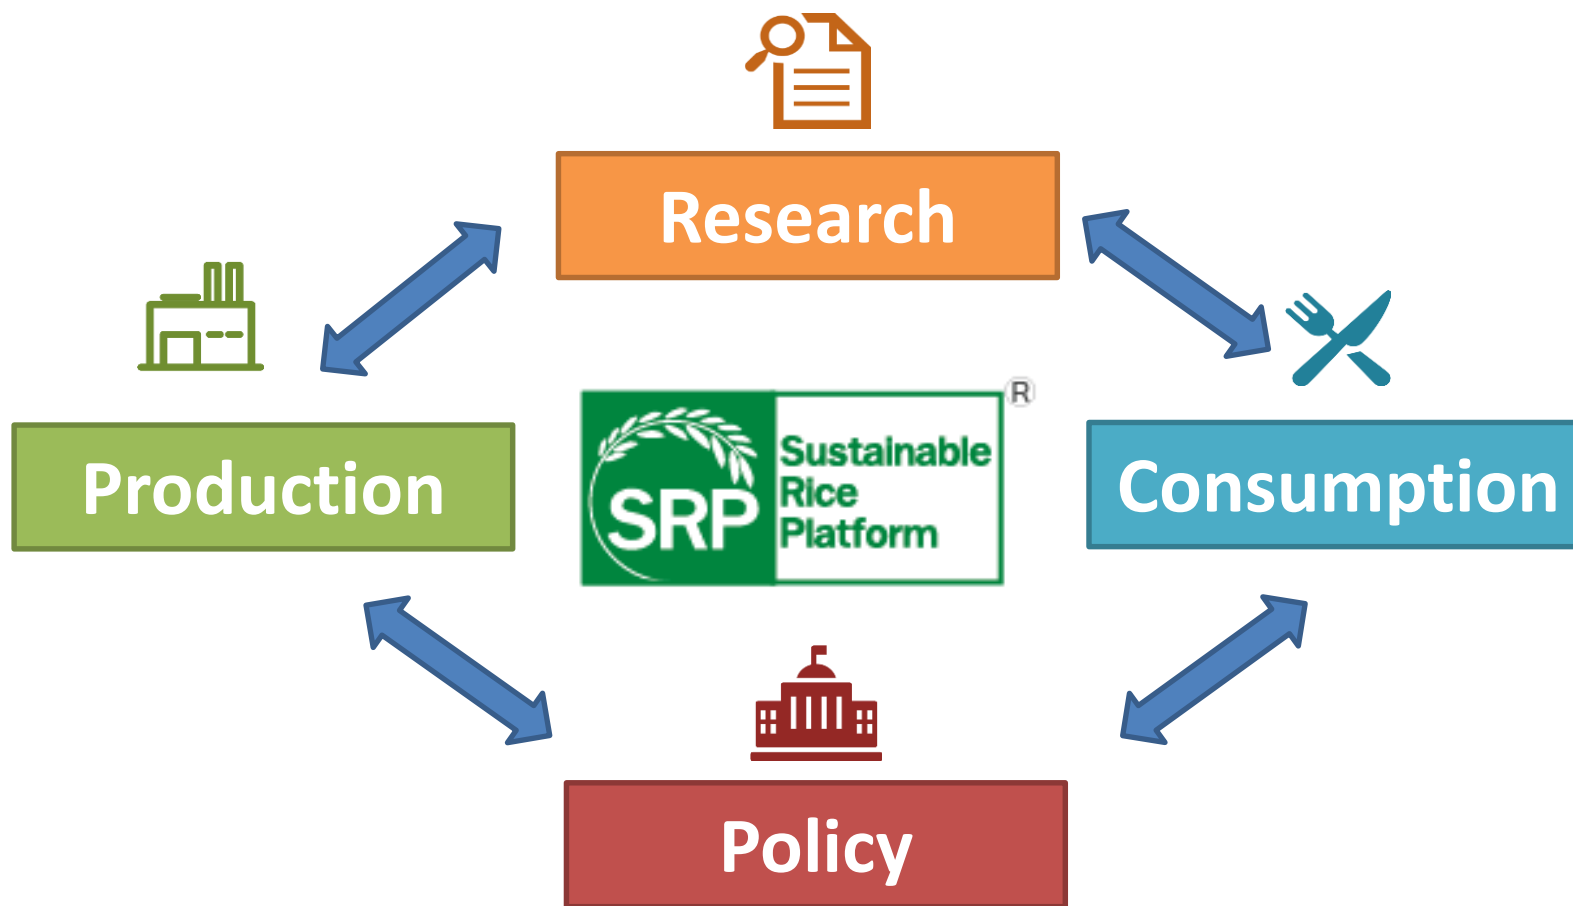 Research
Production
SRP
Sustainable
Rice
Platform
®
Consumption
Policy